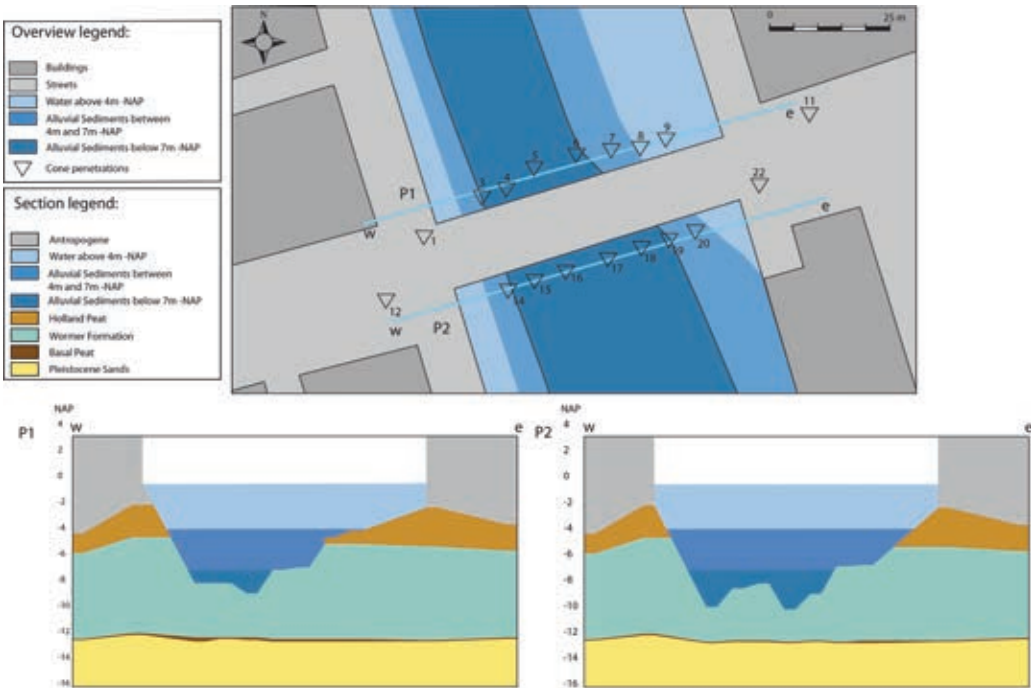 Overview legend:
Buildings
Streets
Water above 4m -NAP
Alluvial Sediments between
4m and 7m -NAP
Alluvial Sediments below 7m -NAP
Cone penetrations
Section legend:
Antropogene
Water above 4m -NAP
Alluvial Sediments between
4m and 7m -NAP
Alluvial Sediments below 7m -NAP
Holland Peat
Wormer Formation
Basal Peat
Pleistocene Sands
N
0 25 m
11
e
9
8
7
6
5
4
3
P1
w
1
22
e
20
19
18
17
16
15
14
12
w
P2
P1
NAP
w
e
4
2
0
-2
-4
-6
-8
-10
-12
-14
-16
P2
NAP
w
e
4
2
0
-2
-4
-6
-8
-10
-12
-14
-16